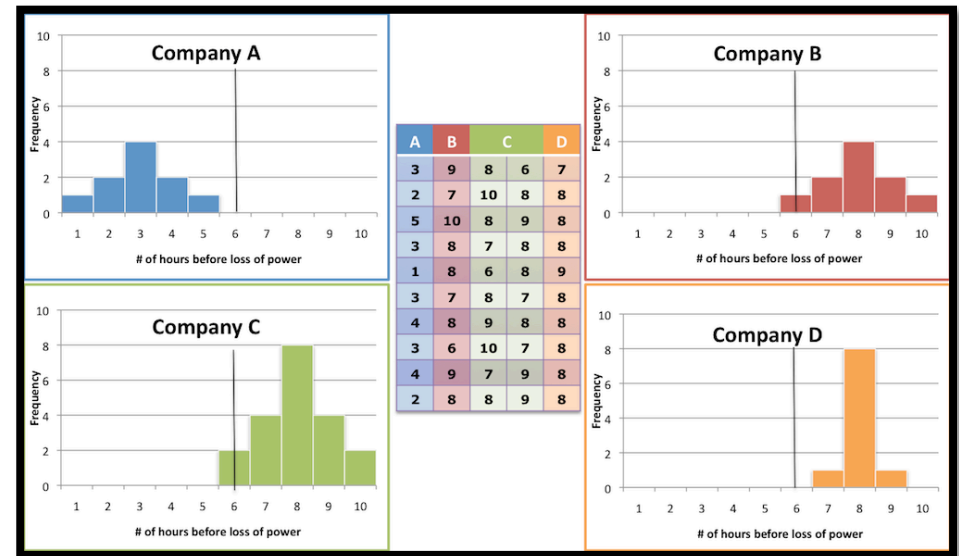 Company A
10
8
6
4
2
0
Frequency
1 2 3 4 5 6 7 8 9 10
# of hours before loss of power
Company B
10
8
6
4
2
0
Frequency
1 2 3 4 5 6 7 8 9 10
# of hours before loss of power
A B C D
3 9 8 6 7
2 7 10 8 8
5 10 8 9 8
3 8 7 8 8
1 8 6 8 9
3 7 8 7 8
4 8 9 8 8
3 6 10 7 8
4 9 7 9 8
2 8 8 9 8
Company C
10
8
6
4
2
0
Frequency
1 2 3 4 5 6 7 8 9 10
# of hours before loss of power
Company D
10
8
6
4
2
0
Frequency
1 2 3 4 5 6 7 8 9 10
# of hours before loss of power